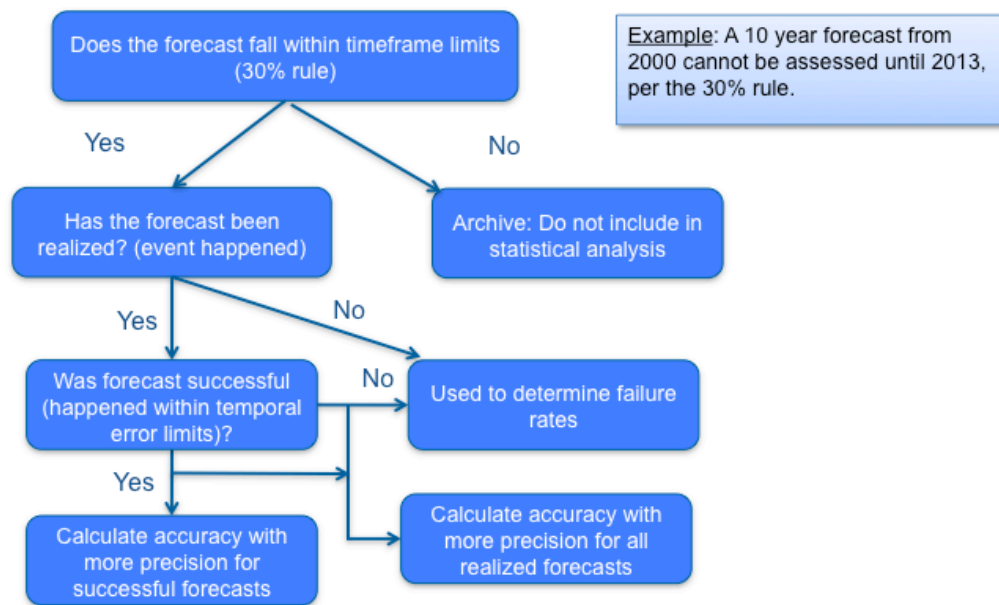 Does the forecast fall within timeframe limits
(30% rule)
Example: A 10 year forecast from
2000 cannot be assessed until 2013,
per the 30% rule.
Yes
No
Has the forecast been
realized? (event happened)
Archive: Do not include in
statistical analysis
Yes
No
Was forecast successful
(happened within temporal
error limits)?
No
Used to determine failure
rates
Yes
Calculate accuracy with
more precision for
successful forecasts
Calculate accuracy with
more precision for all
realized forecasts